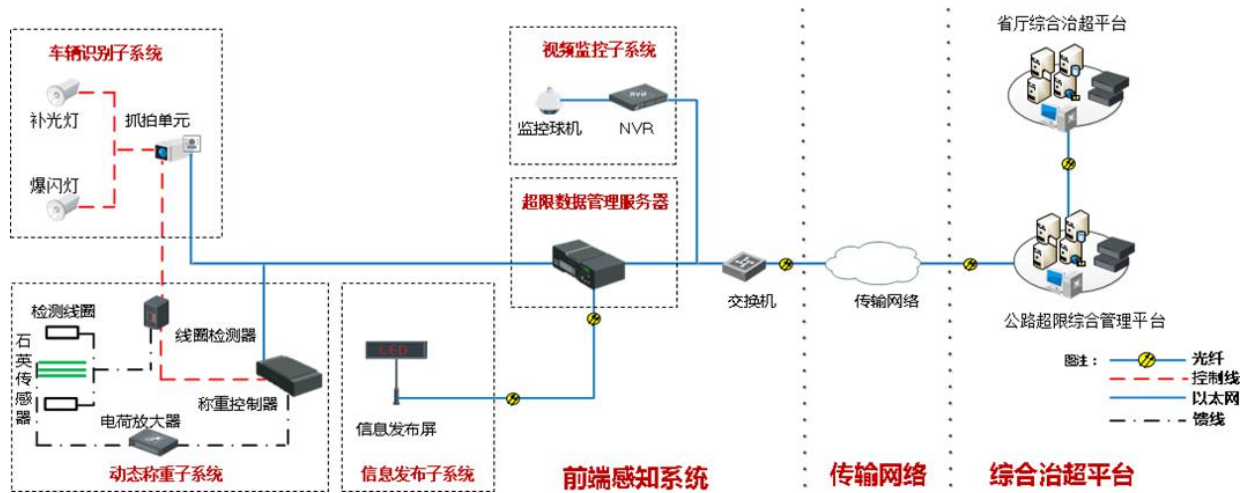 车辆识别子系统
补光灯
抓拍单元
爆闪灯
视频监控子系统
监控球机
NVR
超限数据管理服务器
省厅综合治超平台
交换机
传输网络
公路超限综合管理平台
检测线圈
石英传感器
线圈检测器
称重控制器
电荷放大器
动态称重子系统
LED
信息发布屏
信息发布子系统
图注：
光纤
控制线
以太网
馈线
前端感知系统
传输网络
综合治超平台